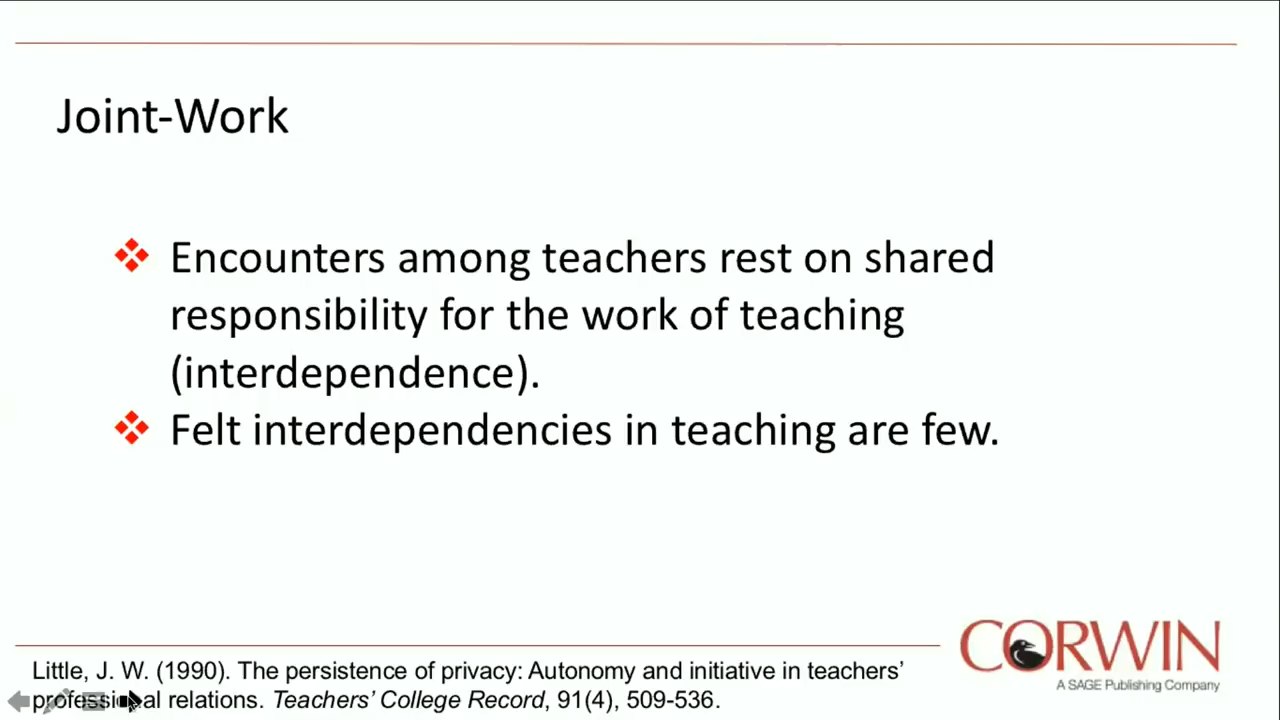 Joint-Work
Encounters among teachers rest on shared
responsibility for the work of teaching
(interdependence).
Felt interdependencies in teaching are few.
Little, J. W. (1990). The persistence of privacy: Autonomy and initiative in teachers’
professional relations. Teachers’ College Record, 91(4), 509-536.
CORWIN
A SAGE Publishing Company